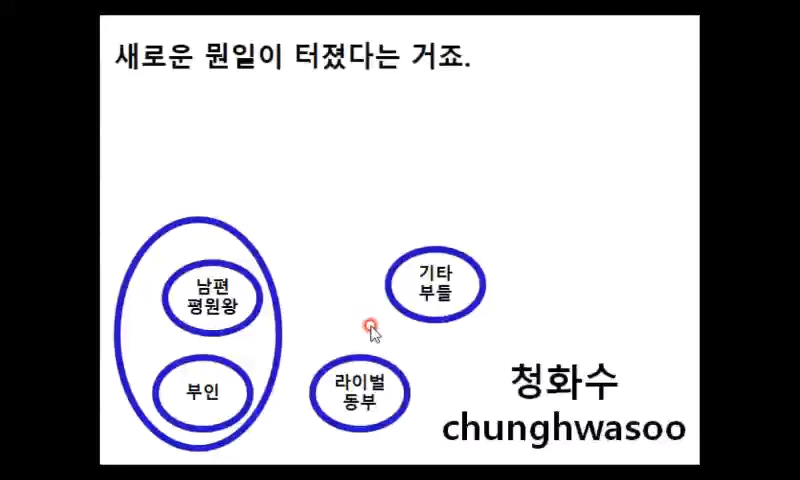 새로운 뭔일이 터졌다는 거죠.
남편
평원왕
부인
기타
부들
라이벌
동부
청화수
chunghwasoo